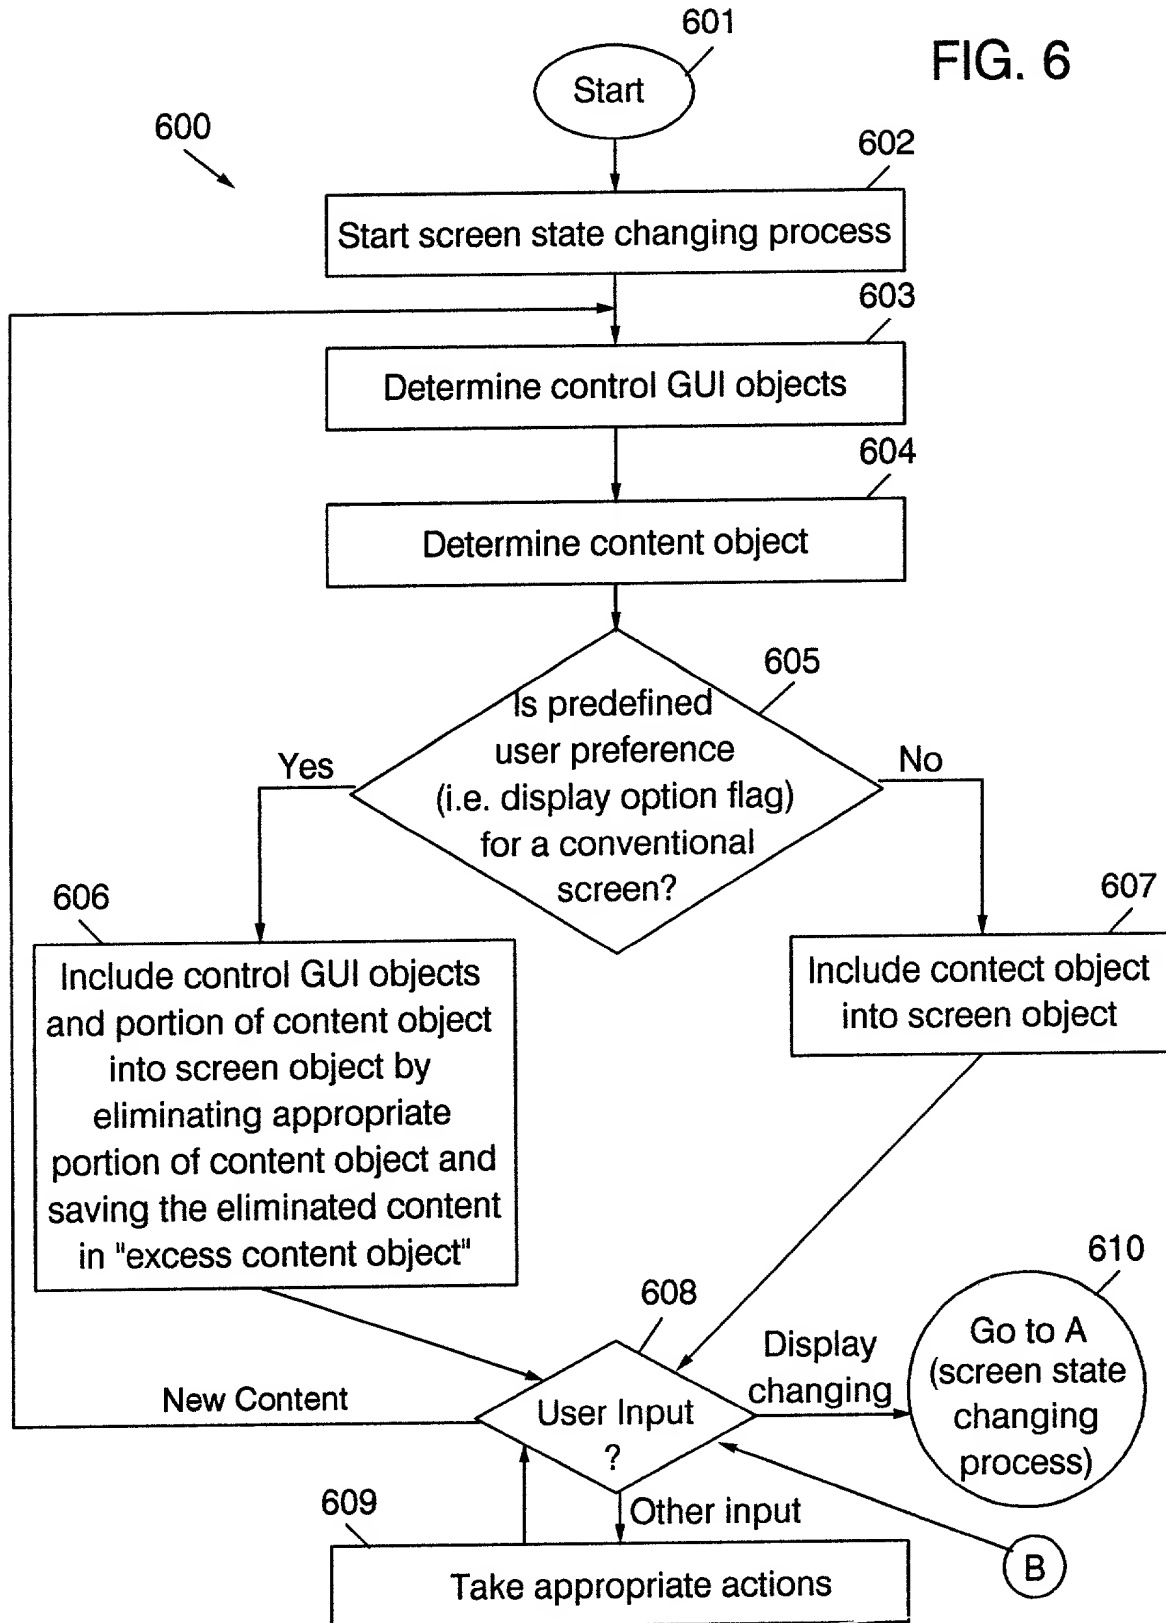 601
FIG. 6
Start
600
602
Start screen state changing process
603
Determine control GUI objects
604
Determine content object
605
Is predefined
user preference
(i.e. display option flag)
for a conventional
screen?
Yes
No
606
Include control GUI objects
and portion of content object
into screen object by
eliminating appropriate
portion of content object and
saving the eliminated content
in "excess content object"
607
Include contect object
into screen object
608
User Input
?
New Content
Display
changing
610
Go to A
(screen state
changing
process)
609
Other input
Take appropriate actions
B